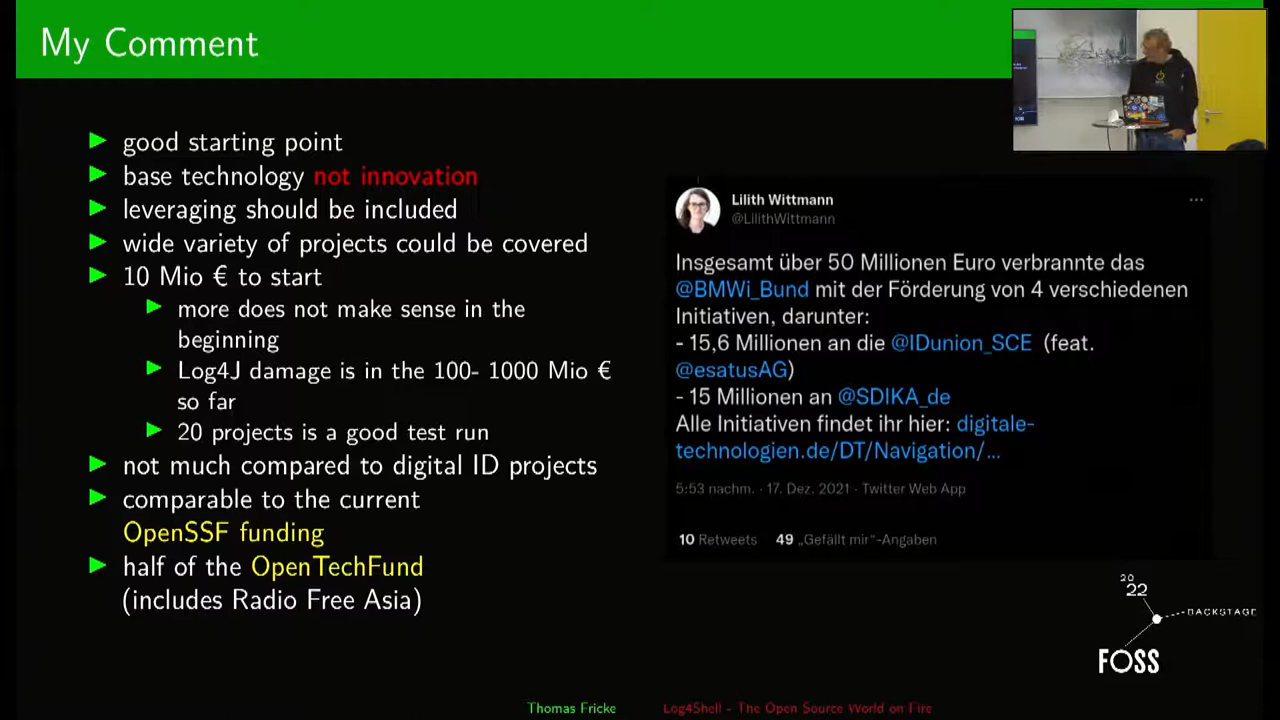 My Comment
good starting point
base technology not innovation
leveraging should be included
wide variety of projects could be covered
10 Mio € to start
more does not make sense in the
beginning
Log4J damage is in the 100- 1000 Mio €
so far
20 projects is a good test run
not much compared to digital ID projects
comparable to the current
OpenSSF funding
half of the OpenTechFund
(includes Radio Free Asia)
Lilith Wittmann
@LilithWittmann
Insgesamt über 50 Millionen Euro verbrannte das
@BMWi_Bund mit der Förderung von 4 verschiedenen
Initiativen, darunter:
- 15,6 Millionen an die @IDunion_SCE (feat.
@esatusAG)
- 15 Millionen an @SDIKA_de
Alle Initiativen findet ihr hier: digitale-
technologien.de/DT/Navigation/...
5:53 nachm. · 17. Dez. 2021 · Twitter Web App
10 Retweets 49 „Gefällt mir“-Angaben
20
22
BACKSTAGE
FOSS
Thomas Fricke Log4Shell - The Open Source World on Fire